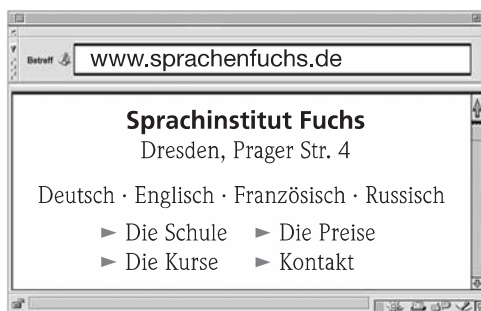 Betreff www.sprachenfuchs.de
Sprachinstitut Fuchs
Dresden, Prager Str. 4
Deutsch · Englisch · Französisch · Russisch
► Die Schule ► Die Preise
► Die Kurse ► Kontakt